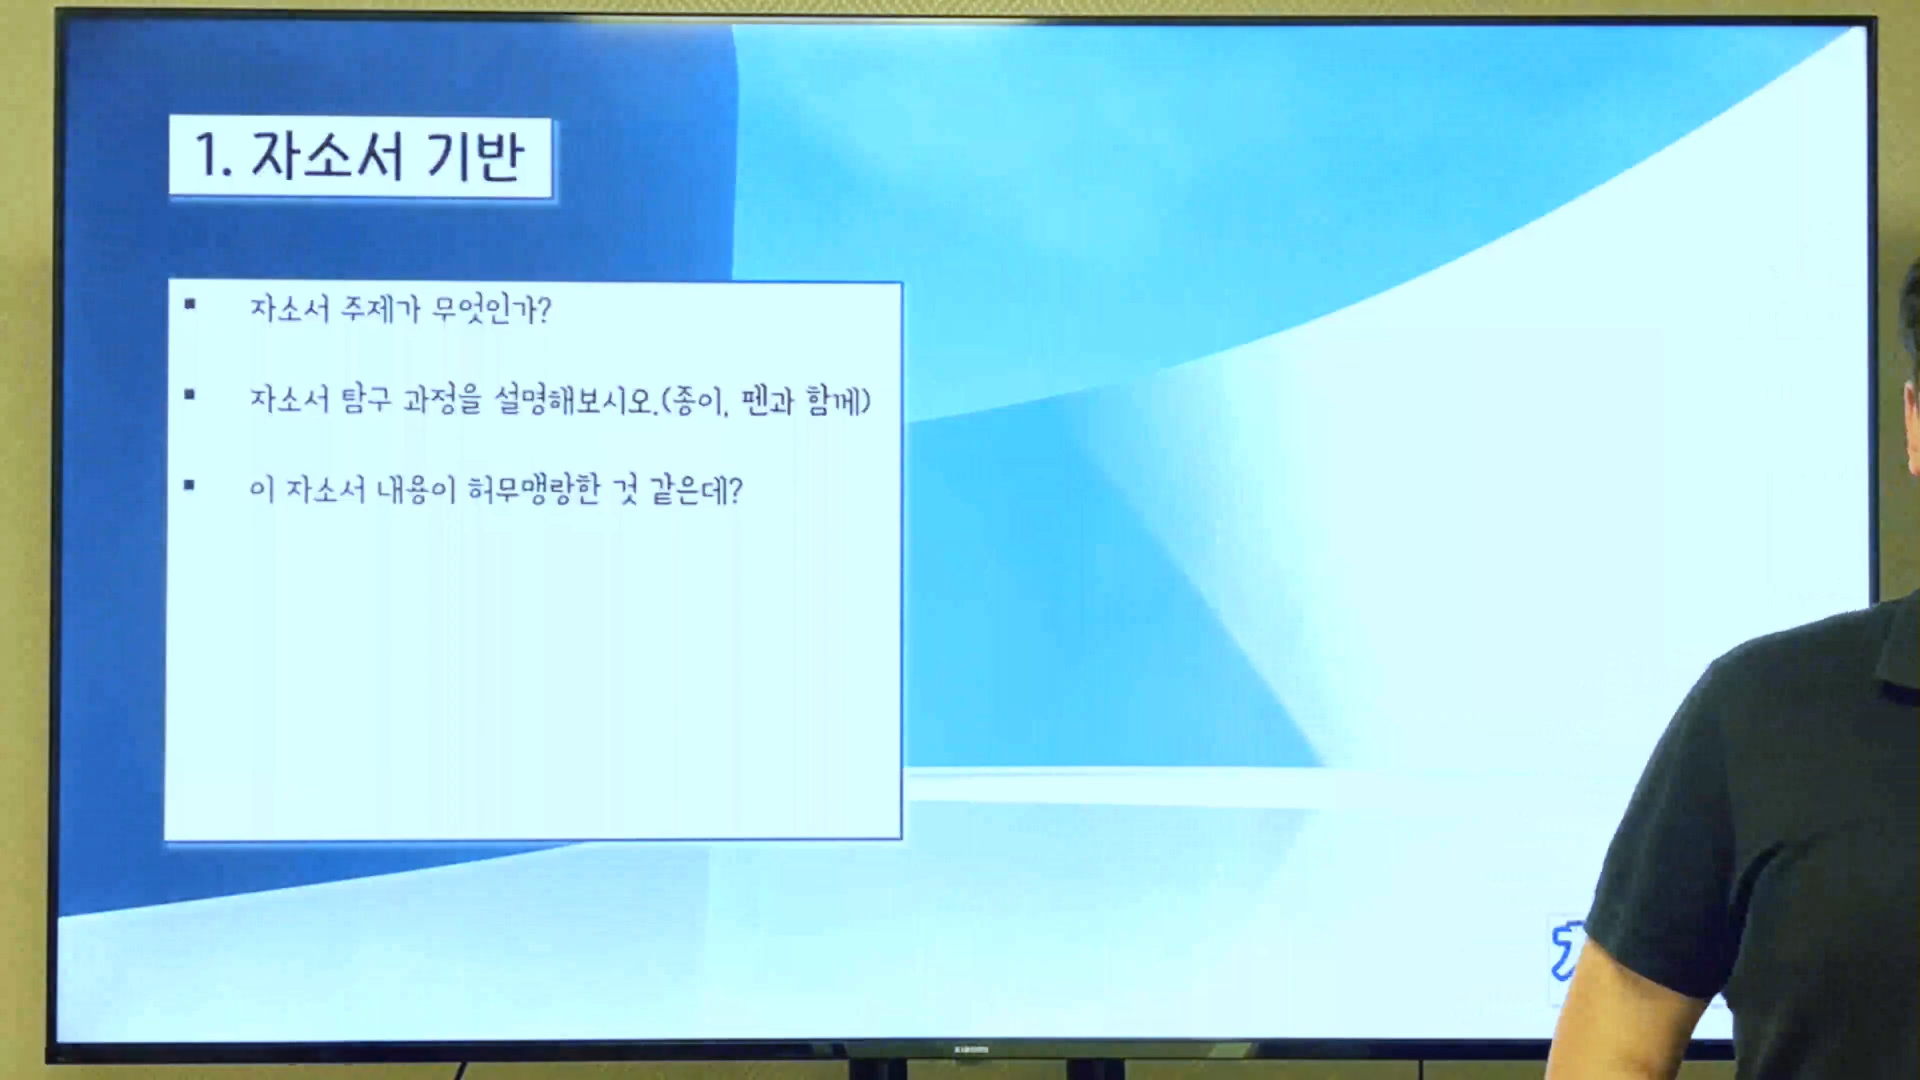 1. 자소서 기반
▪ 자소서 주제가 무엇인가?
▪ 자소서 탐구 과정을 설명해보시오.(종이, 펜과 함께)
▪ 이 자소서 내용이 허무맹랑한 것 같은데?
xiaomi